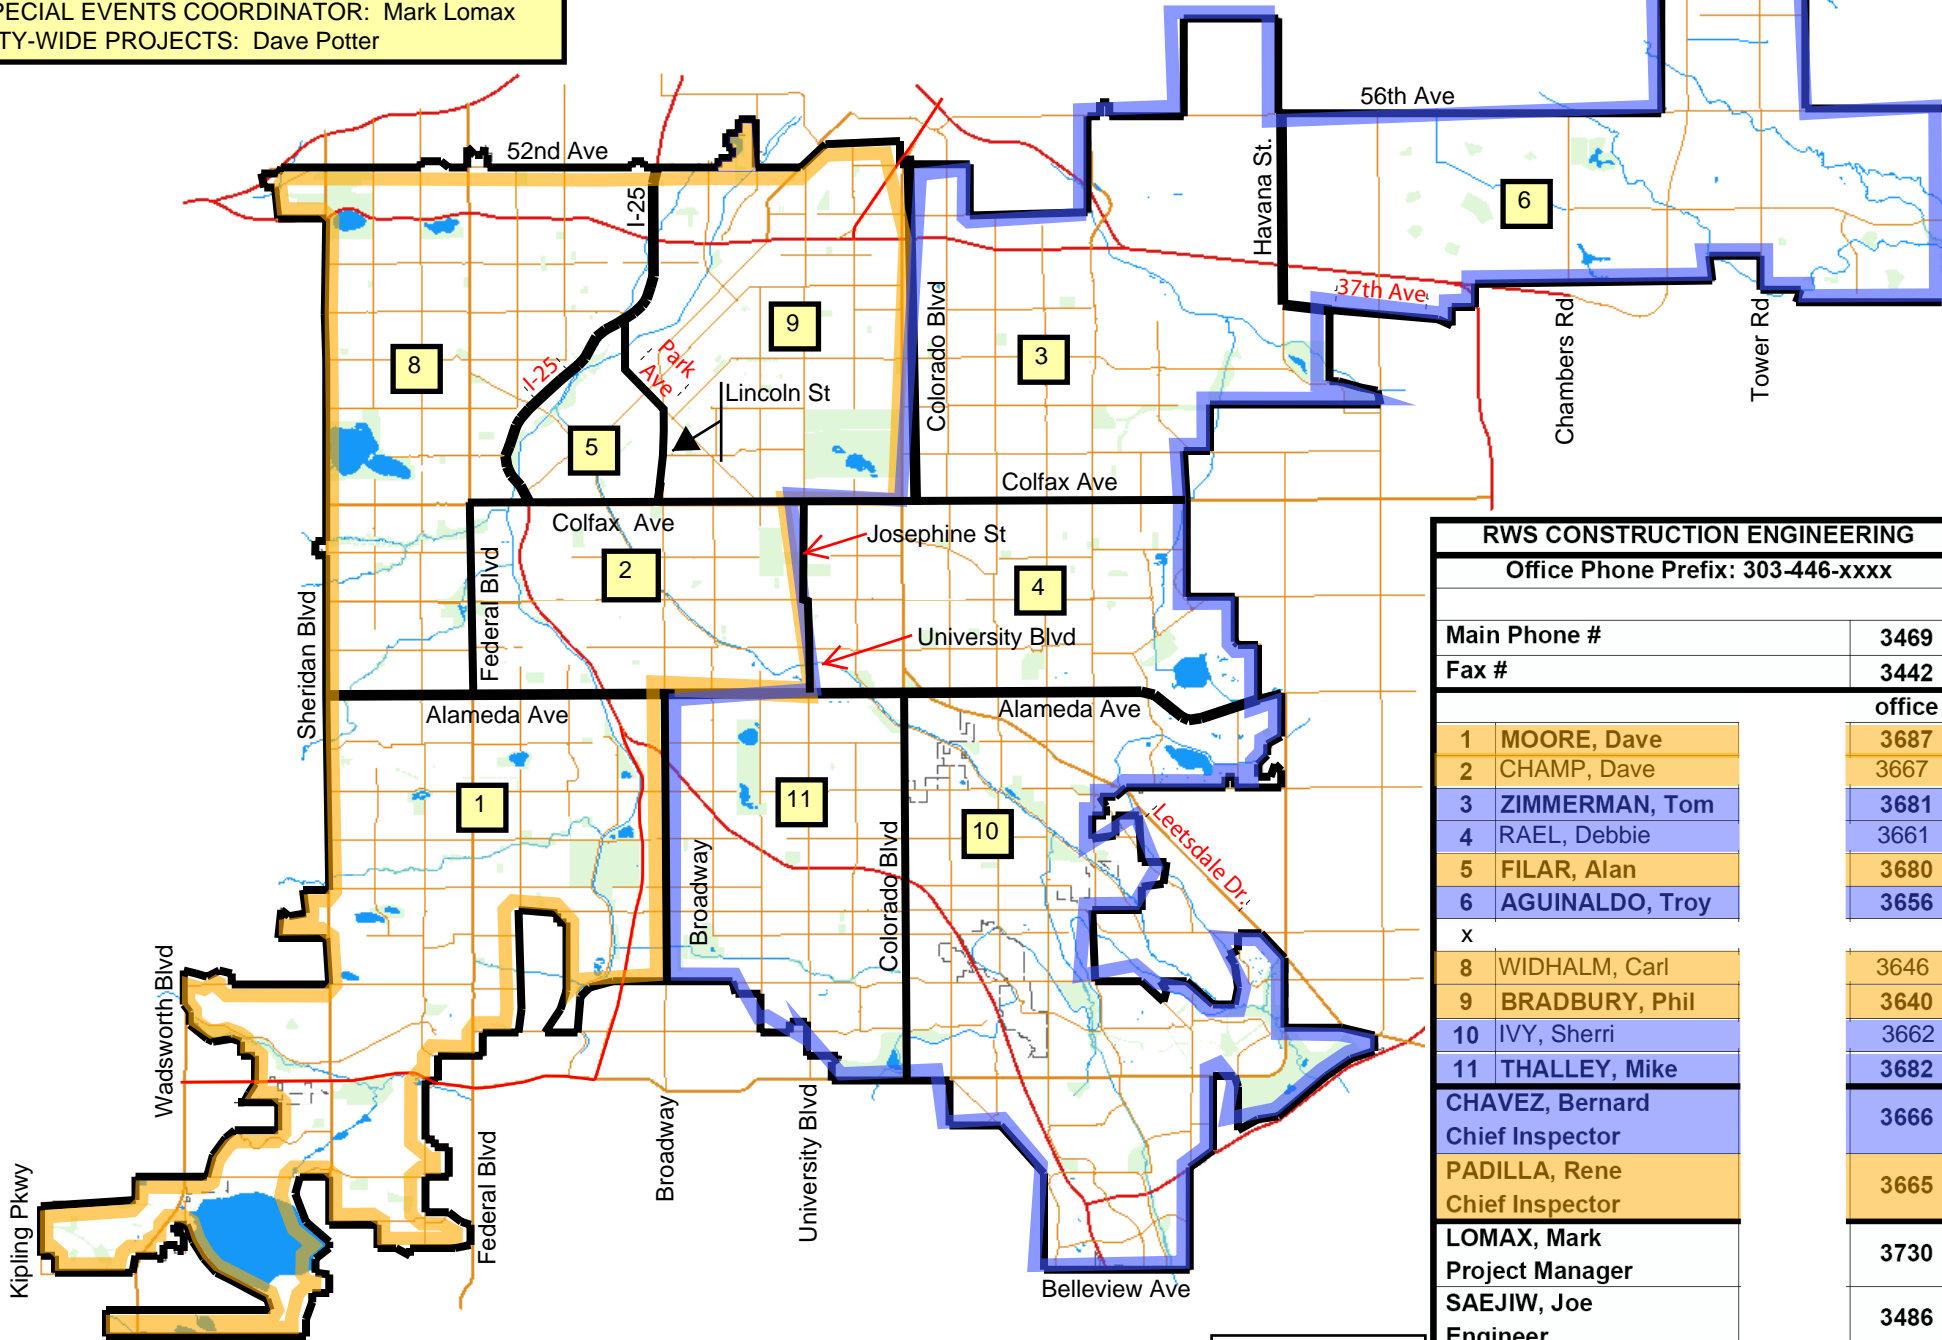 PECIAL EVENTS COORDINATOR: Mark Lomax
TY-WIDE PROJECTS: Dave Potter
56th Ave
52nd Ave
I-25
Havana St.
6
37th Ave
Chambers Rd
Tower Rd
9
Colorado Blvd
3
8
I-25
Park
Ave
Lincoln St
5
Colfax Ave
Colfax Ave
Josephine St
2
4
Federal Blvd
Sheridan Blvd
University Blvd
Alameda Ave
Alameda Ave
1
11
10
Leetsdale Dr.
Broadway
Colorado Blvd
Wadsworth Blvd
Kipling Pkwy
Federal Blvd
Broadway
University Blvd
Belleview Ave
RWS CONSTRUCTION ENGINEERING
Office Phone Prefix: 303-446-xxxx
Main Phone # 3469
Fax # 3442
office
1 MOORE, Dave 3687
2 CHAMP, Dave 3667
3 ZIMMERMAN, Tom 3681
4 RAEL, Debbie 3661
5 FILAR, Alan 3680
6 AGUINALDO, Troy 3656
x
8 WIDHALM, Carl 3646
9 BRADBURY, Phil 3640
10 IVY, Sherri 3662
11 THALLEY, Mike 3682
CHAVEZ, Bernard
Chief Inspector 3666
PADILLA, Rene
Chief Inspector 3665
LOMAX, Mark
Project Manager 3730
SAEJIW, Joe
Engineer 3486